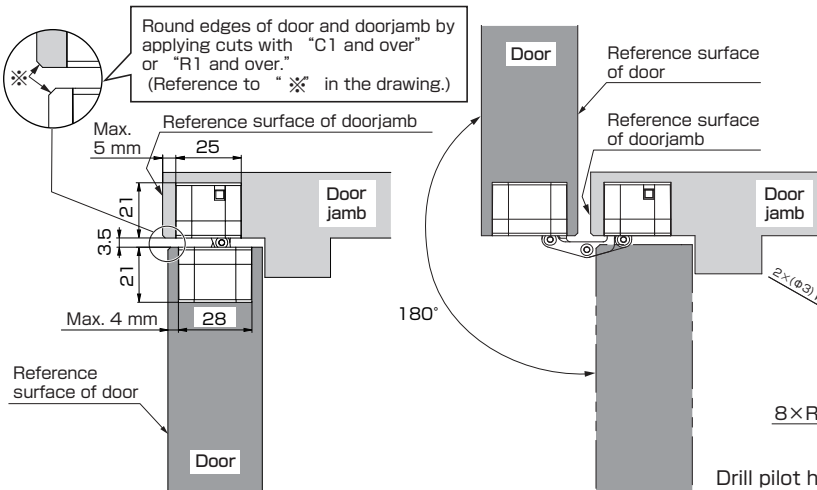 Round edges of door and doorjamb by
applying cuts with “C1 and over”
or “R1 and over.”
(Reference to “ ※” in the drawing.)
※
Max.
5 mm
Reference surface of doorjamb
25
21
3.5
21
Door
jamb
Max. 4 mm
28
Reference
surface of door
Door
Door
Reference surface
of door
Reference surface
of doorjamb
Door
jamb
180°
2×(Φ3)
8×R
Drill pilot h